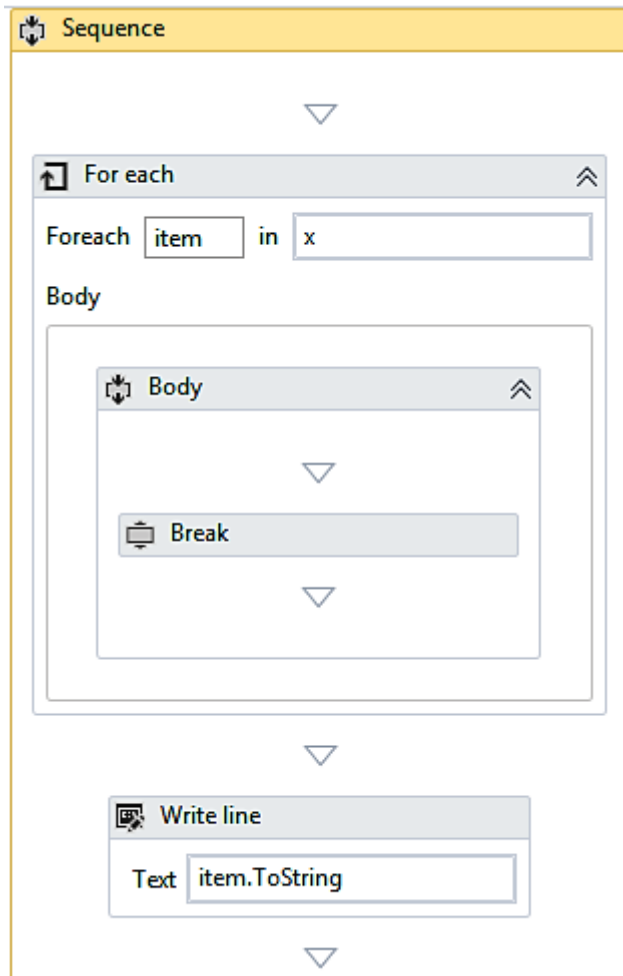 Sequence
For each
Foreach item in x
Body
Body
Break
Write line
Text item.ToString